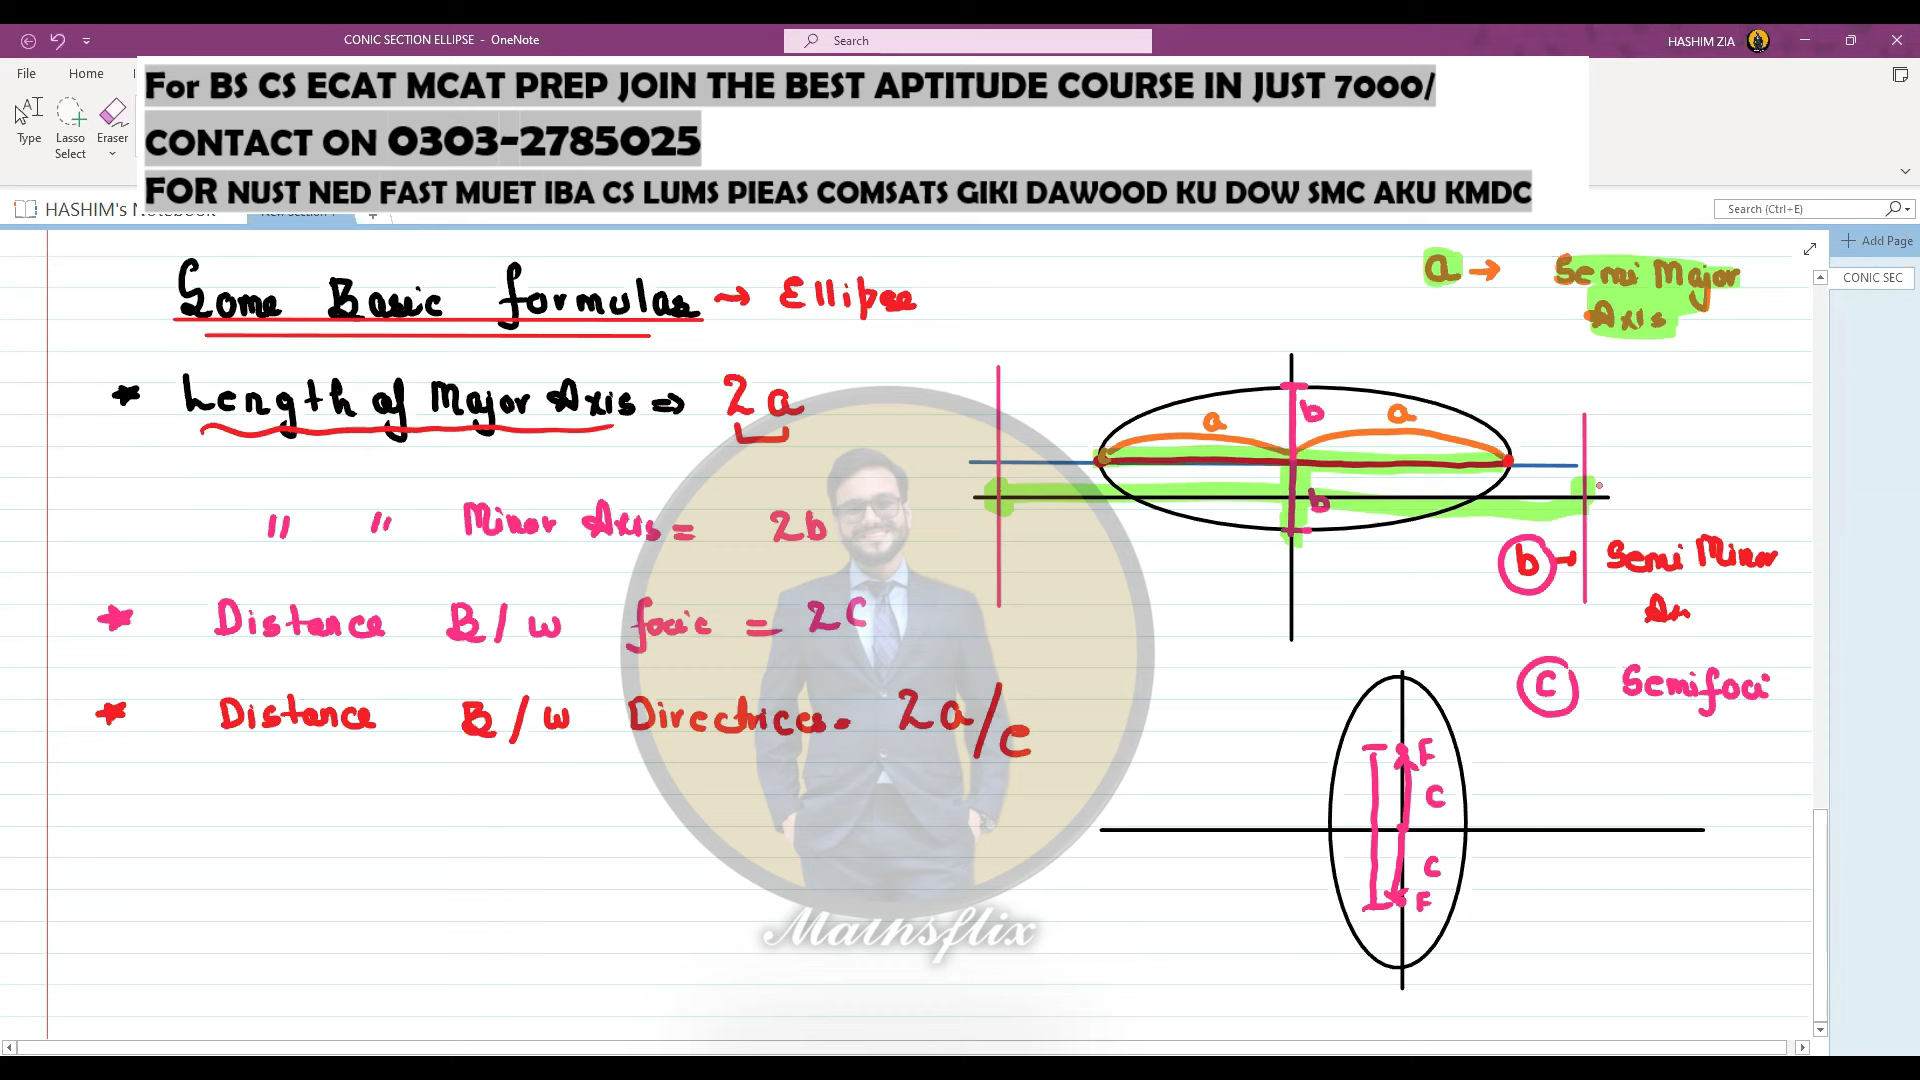 CONIC SECTION ELLIPSE - OneNote
Search
HASHIM ZIA
File Home
Type Lasso Select Eraser
For BS CS ECAT MCAT PREP JOIN THE BEST APTITUDE COURSE IN JUST 7000/
CONTACT ON 0303-2785025
FOR NUST NED FAST MUET IBA CS LUMS PIEAS COMSATS GIKI DAWOOD KU DOW SMC AKU KMDC
HASHIM's Notebook
Search (Ctrl+E)
Add Page
CONIC SEC
Some Basic formulas → Ellipse
a → Semi Major
Axis
* Length of Major Axis ⇒ 2a
a a b
b
" " Minor Axis = 2b
b → Semi Minor
* Distance B/w focic = 2C
C Semifoci
* Distance B/w Directrices = 2a/e
F
C
C
F
Mathsflix